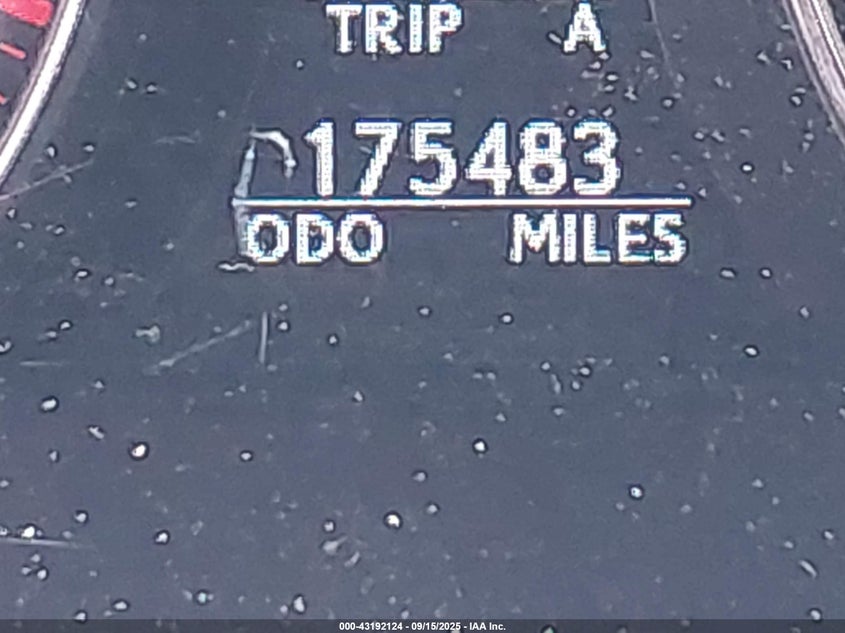 TRIP A
175483
ODO MILES
000-43192124 - 09/15/2025 - IAA Inc.